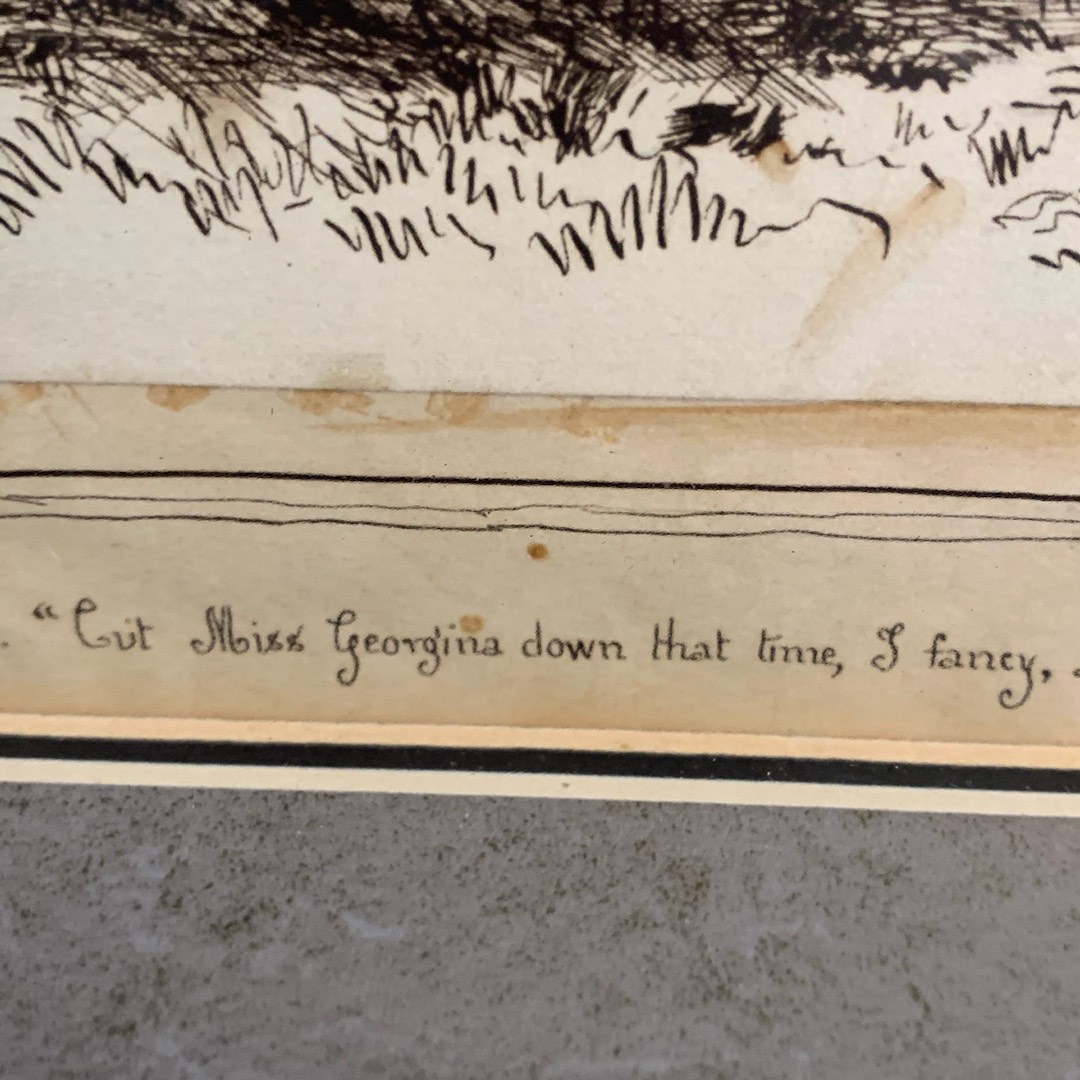 . "Cut Miss Georgina down that time, I fancy,